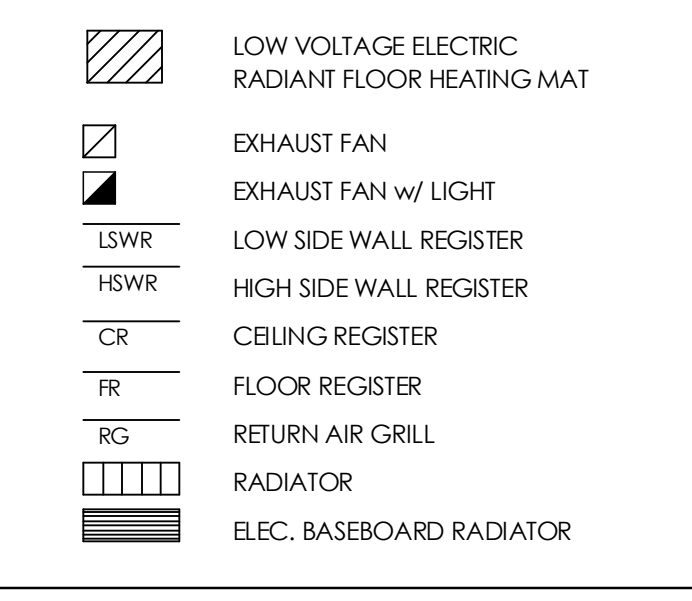 LOW VOLTAGE ELECTRIC
RADIANT FLOOR HEATING MAT
EXHAUST FAN
EXHAUST FAN w/ LIGHT
LSWR LOW SIDE WALL REGISTER
HSWR HIGH SIDE WALL REGISTER
CR CEILING REGISTER
FR FLOOR REGISTER
RG RETURN AIR GRILL
RADIATOR
ELEC. BASEBOARD RADIATOR